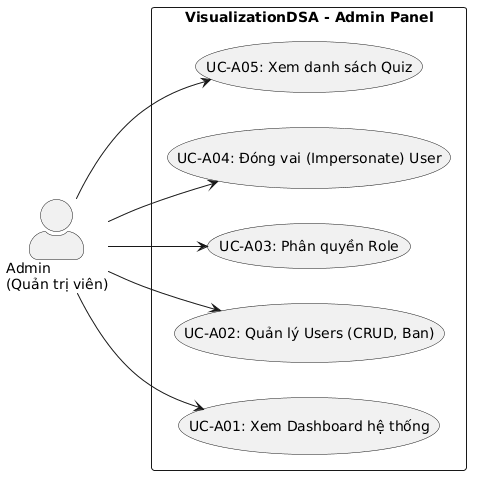 VisualizationDSA - Admin Panel
UC-A05: Xem danh sách Quiz
UC-A04: Đóng vai (Impersonate) User
UC-A03: Phân quyền Role
Admin
(Quản trị viên)
UC-A02: Quản lý Users (CRUD, Ban)
UC-A01: Xem Dashboard hệ thống